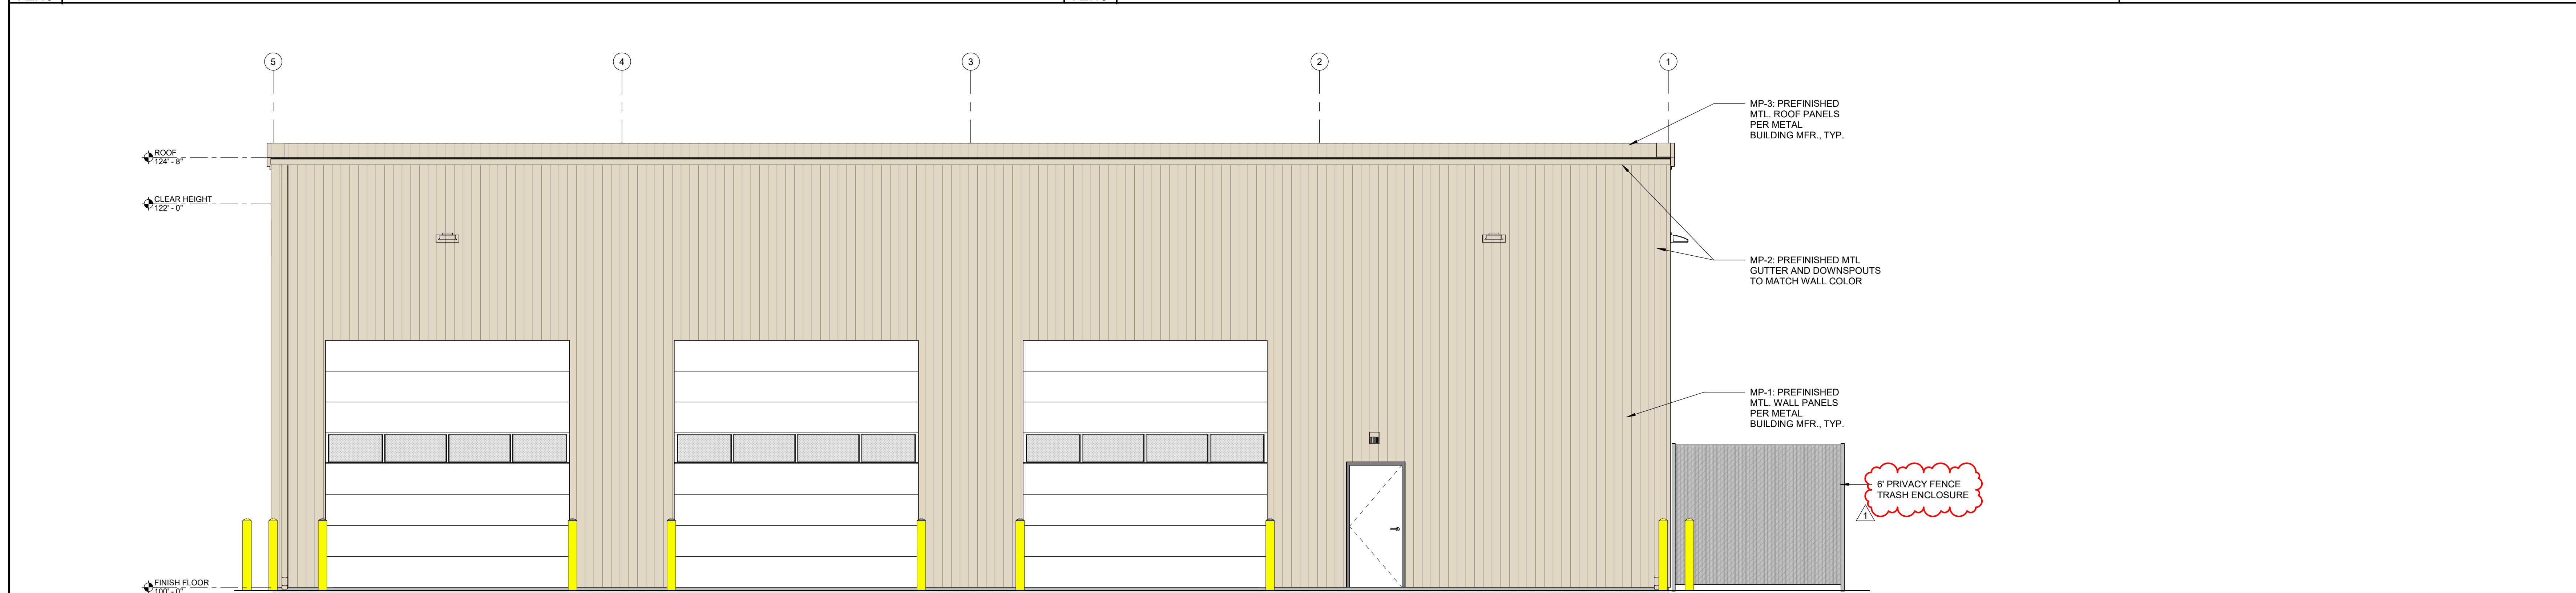 5
4
3
2
1
MP-3: PREFINISHED
MTL. ROOF PANELS
PER METAL
BUILDING MFR., TYP.
ROOF
124' - 8"
CLEAR HEIGHT
122' - 0"
MP-2: PREFINISHED MTL
GUTTER AND DOWNSPOUTS
TO MATCH WALL COLOR
MP-1: PREFINISHED
MTL. WALL PANELS
PER METAL
BUILDING MFR., TYP.
6' PRIVACY FENCE
TRASH ENCLOSURE
1
FINISH FLOOR
100' - 0"